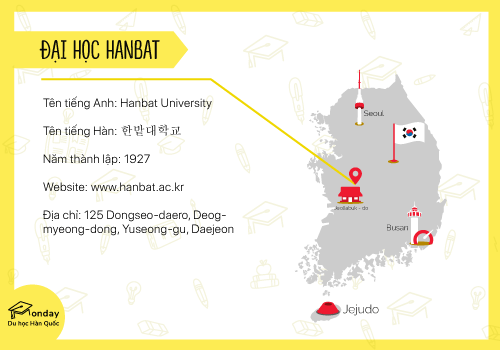 ĐẠI HỌC HANBAT
Tên tiếng Anh: Hanbat University
Tên tiếng Hàn: 한밭대학교
Năm thành lập: 1927
Website: www.hanbat.ac.kr
Địa chỉ: 125 Dongseo-daero, Deog-
myeong-dong, Yuseong-gu, Daejeon
Seoul
Jeollabuk - do
Busan
Jejudo
Monday
Du học Hàn Quốc